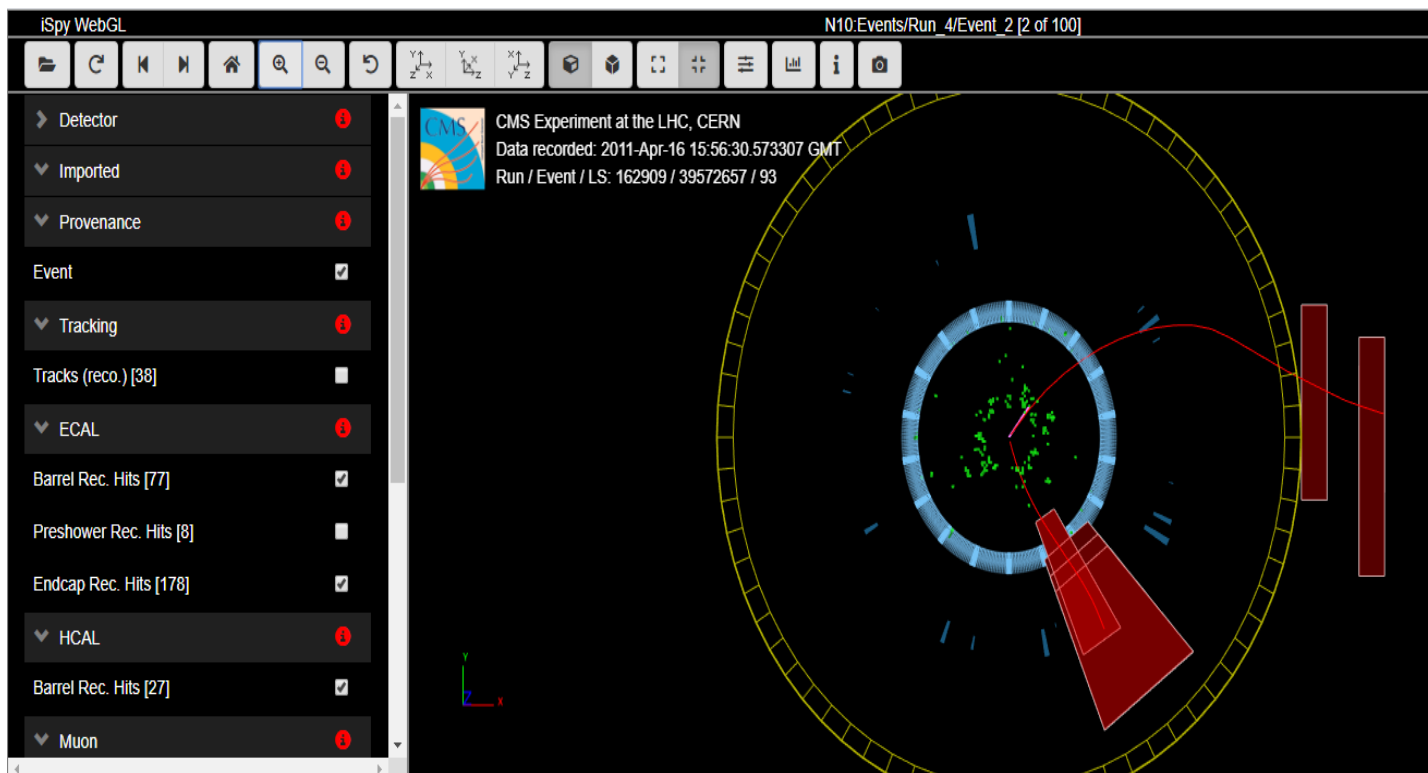 iSpy WebGL
N10:Events/Run_4/Event_2 [2 of 100]
Detector
Imported
Provenance
Event
Tracking
Tracks (reco.) [38]
ECAL
Barrel Rec. Hits [77]
Preshower Rec. Hits [8]
Endcap Rec. Hits [178]
HCAL
Barrel Rec. Hits [27]
Muon
CMS
CMS Experiment at the LHC, CERN
Data recorded: 2011-Apr-16 15:56:30.573307 GMT
Run / Event / LS: 162909 / 39572657 / 93
Y
Z
X